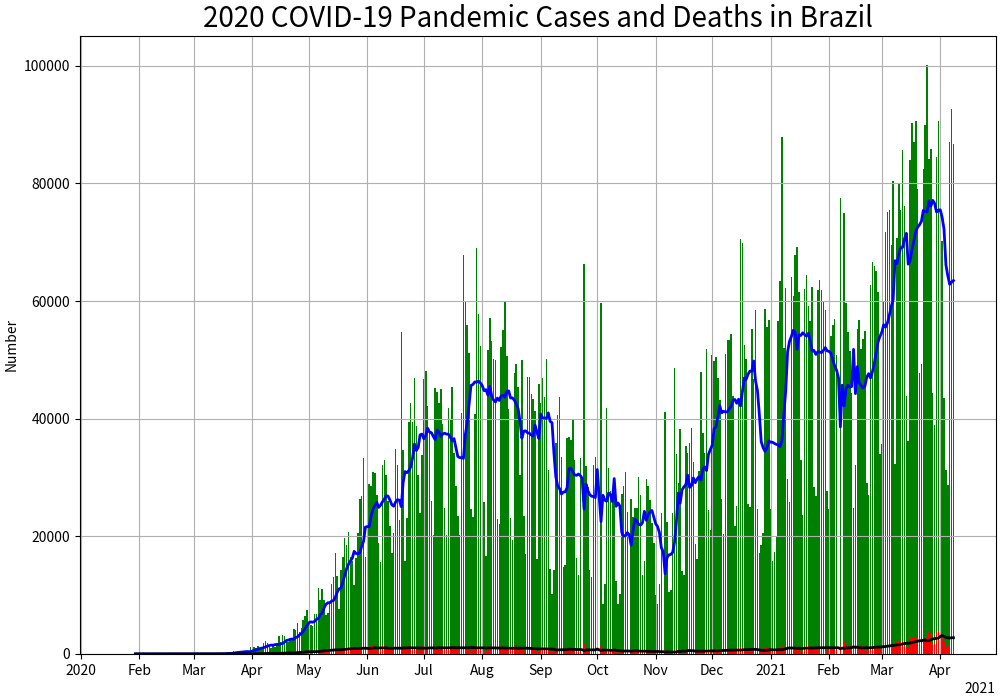 2020 COVID-19 Pandemic Cases and Deaths in Brazil
Number
100000
80000
60000
40000
20000
0
2020 Feb Mar Apr May Jun Jul Aug Sep Oct Nov Dec 2021 Feb Mar Apr
2021